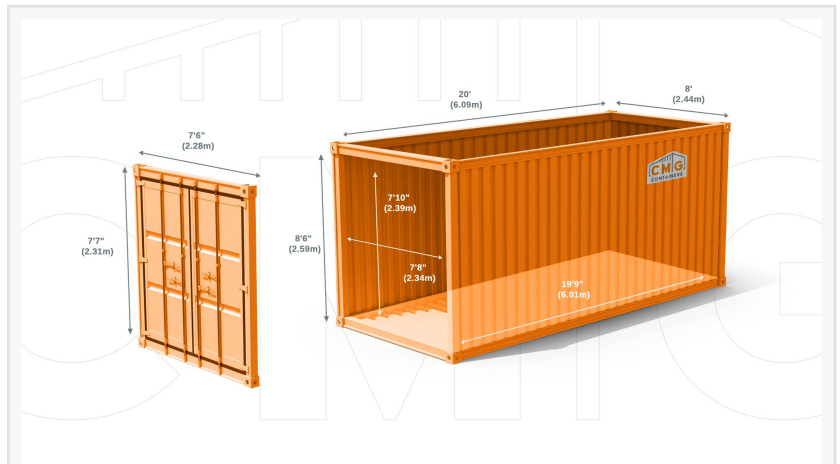 20'
(6.09m)
8'
(2.44m)
7'6"
(2.28m)
CMG
CONTAINERS
7'10"
(2.39m)
7'7"
(2.31m)
8'6"
(2.59m)
7'8"
(2.34m)
19'9"
(6.01m)